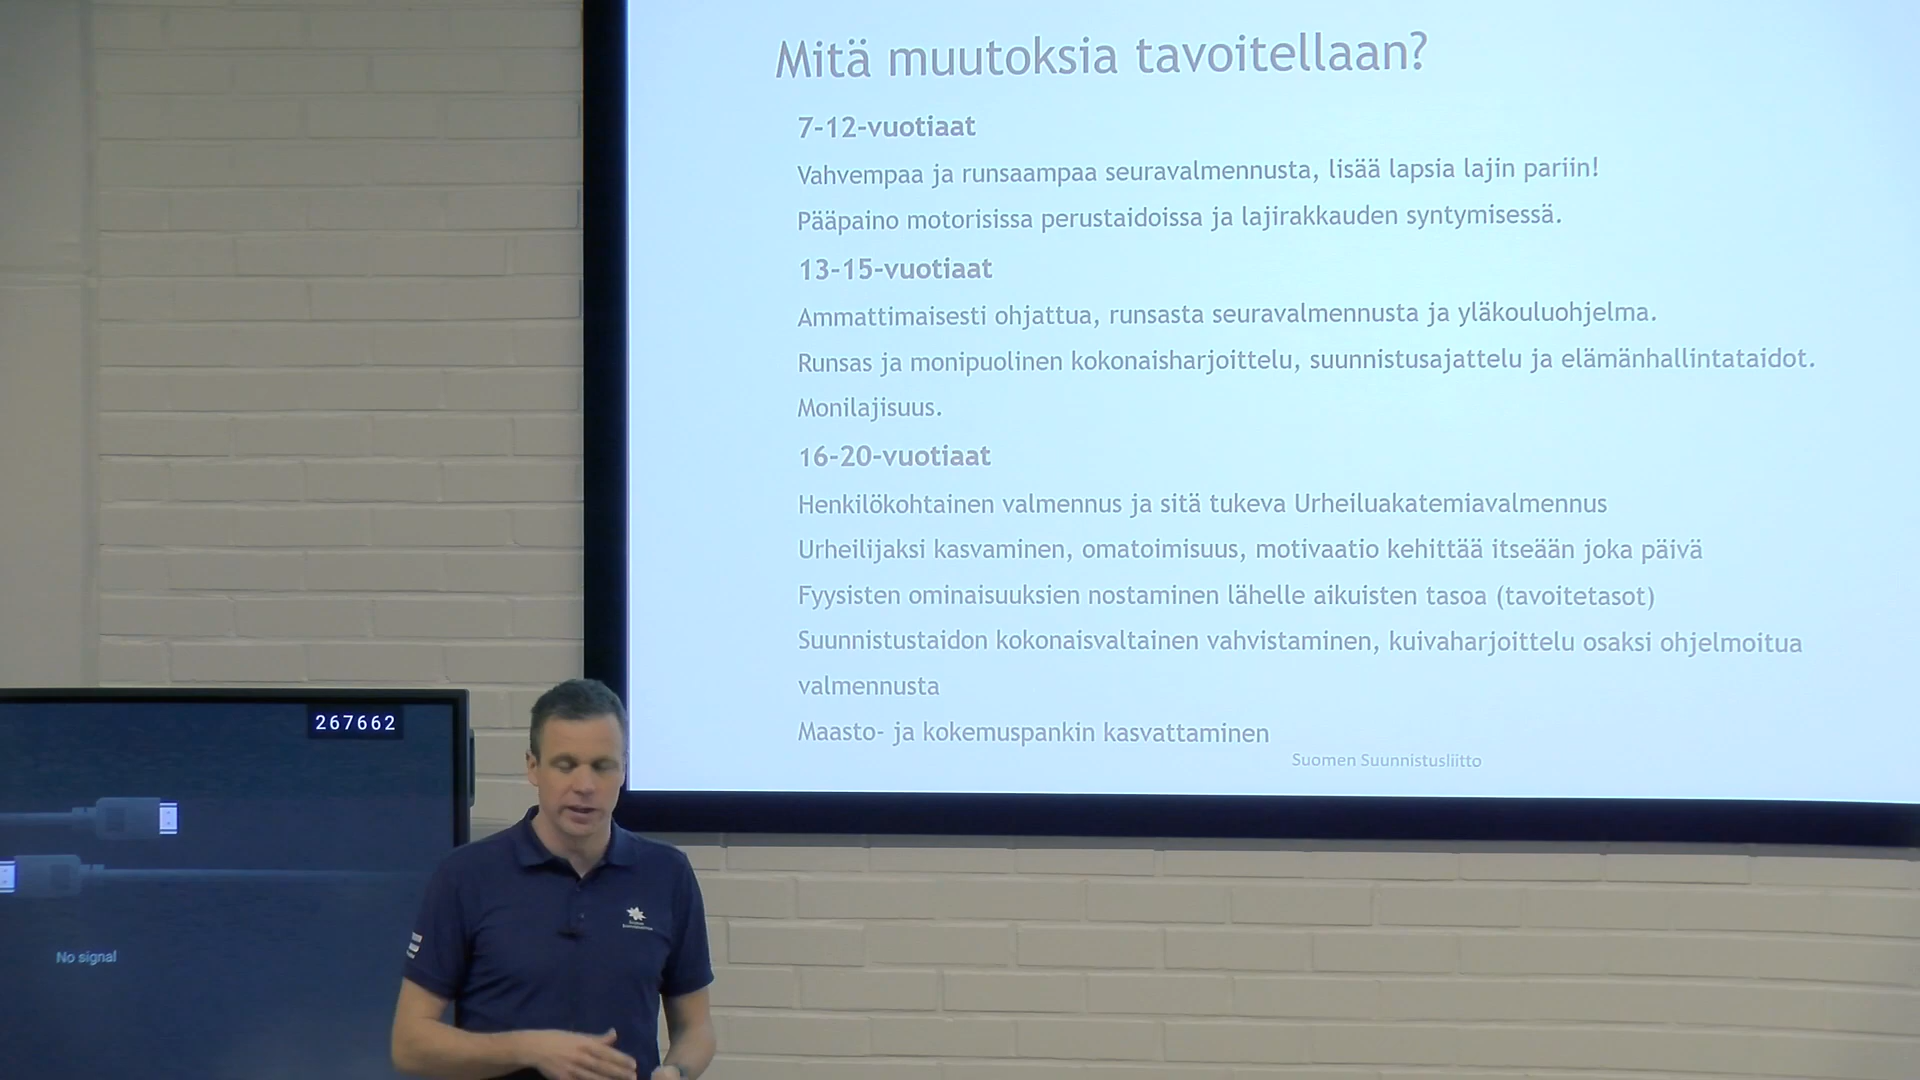 Mitä muutoksia tavoitellaan?
7-12-vuotiaat
Vahvempaa ja runsaampaa seuravalmennusta, lisää lapsia lajin pariin!
Pääpaino motorisissa perustaidoissa ja lajirakkauden syntymisessä.
13-15-vuotiaat
Ammattimaisesti ohjattua, runsasta seuravalmennusta ja yläkouluohjelma.
Runsas ja monipuolinen kokonaisharjoittelu, suunnistusajattelu ja elämänhallintataidot.
Monilajisuus.
16-20-vuotiaat
Henkilökohtainen valmennus ja sitä tukeva Urheiluakatemiavalmennus
Urheilijaksi kasvaminen, omatoimisuus, motivaatio kehittää itseään joka päivä
Fyysisten ominaisuuksien nostaminen lähelle aikuisten tasoa (tavoitetasot)
Suunnistustaidon kokonaisvaltainen vahvistaminen, kuivaharjoittelu osaksi ohjelmoitua
valmennusta
Maasto- ja kokemuspankin kasvattaminen
Suomen Suunnistusliitto
267662
No signal